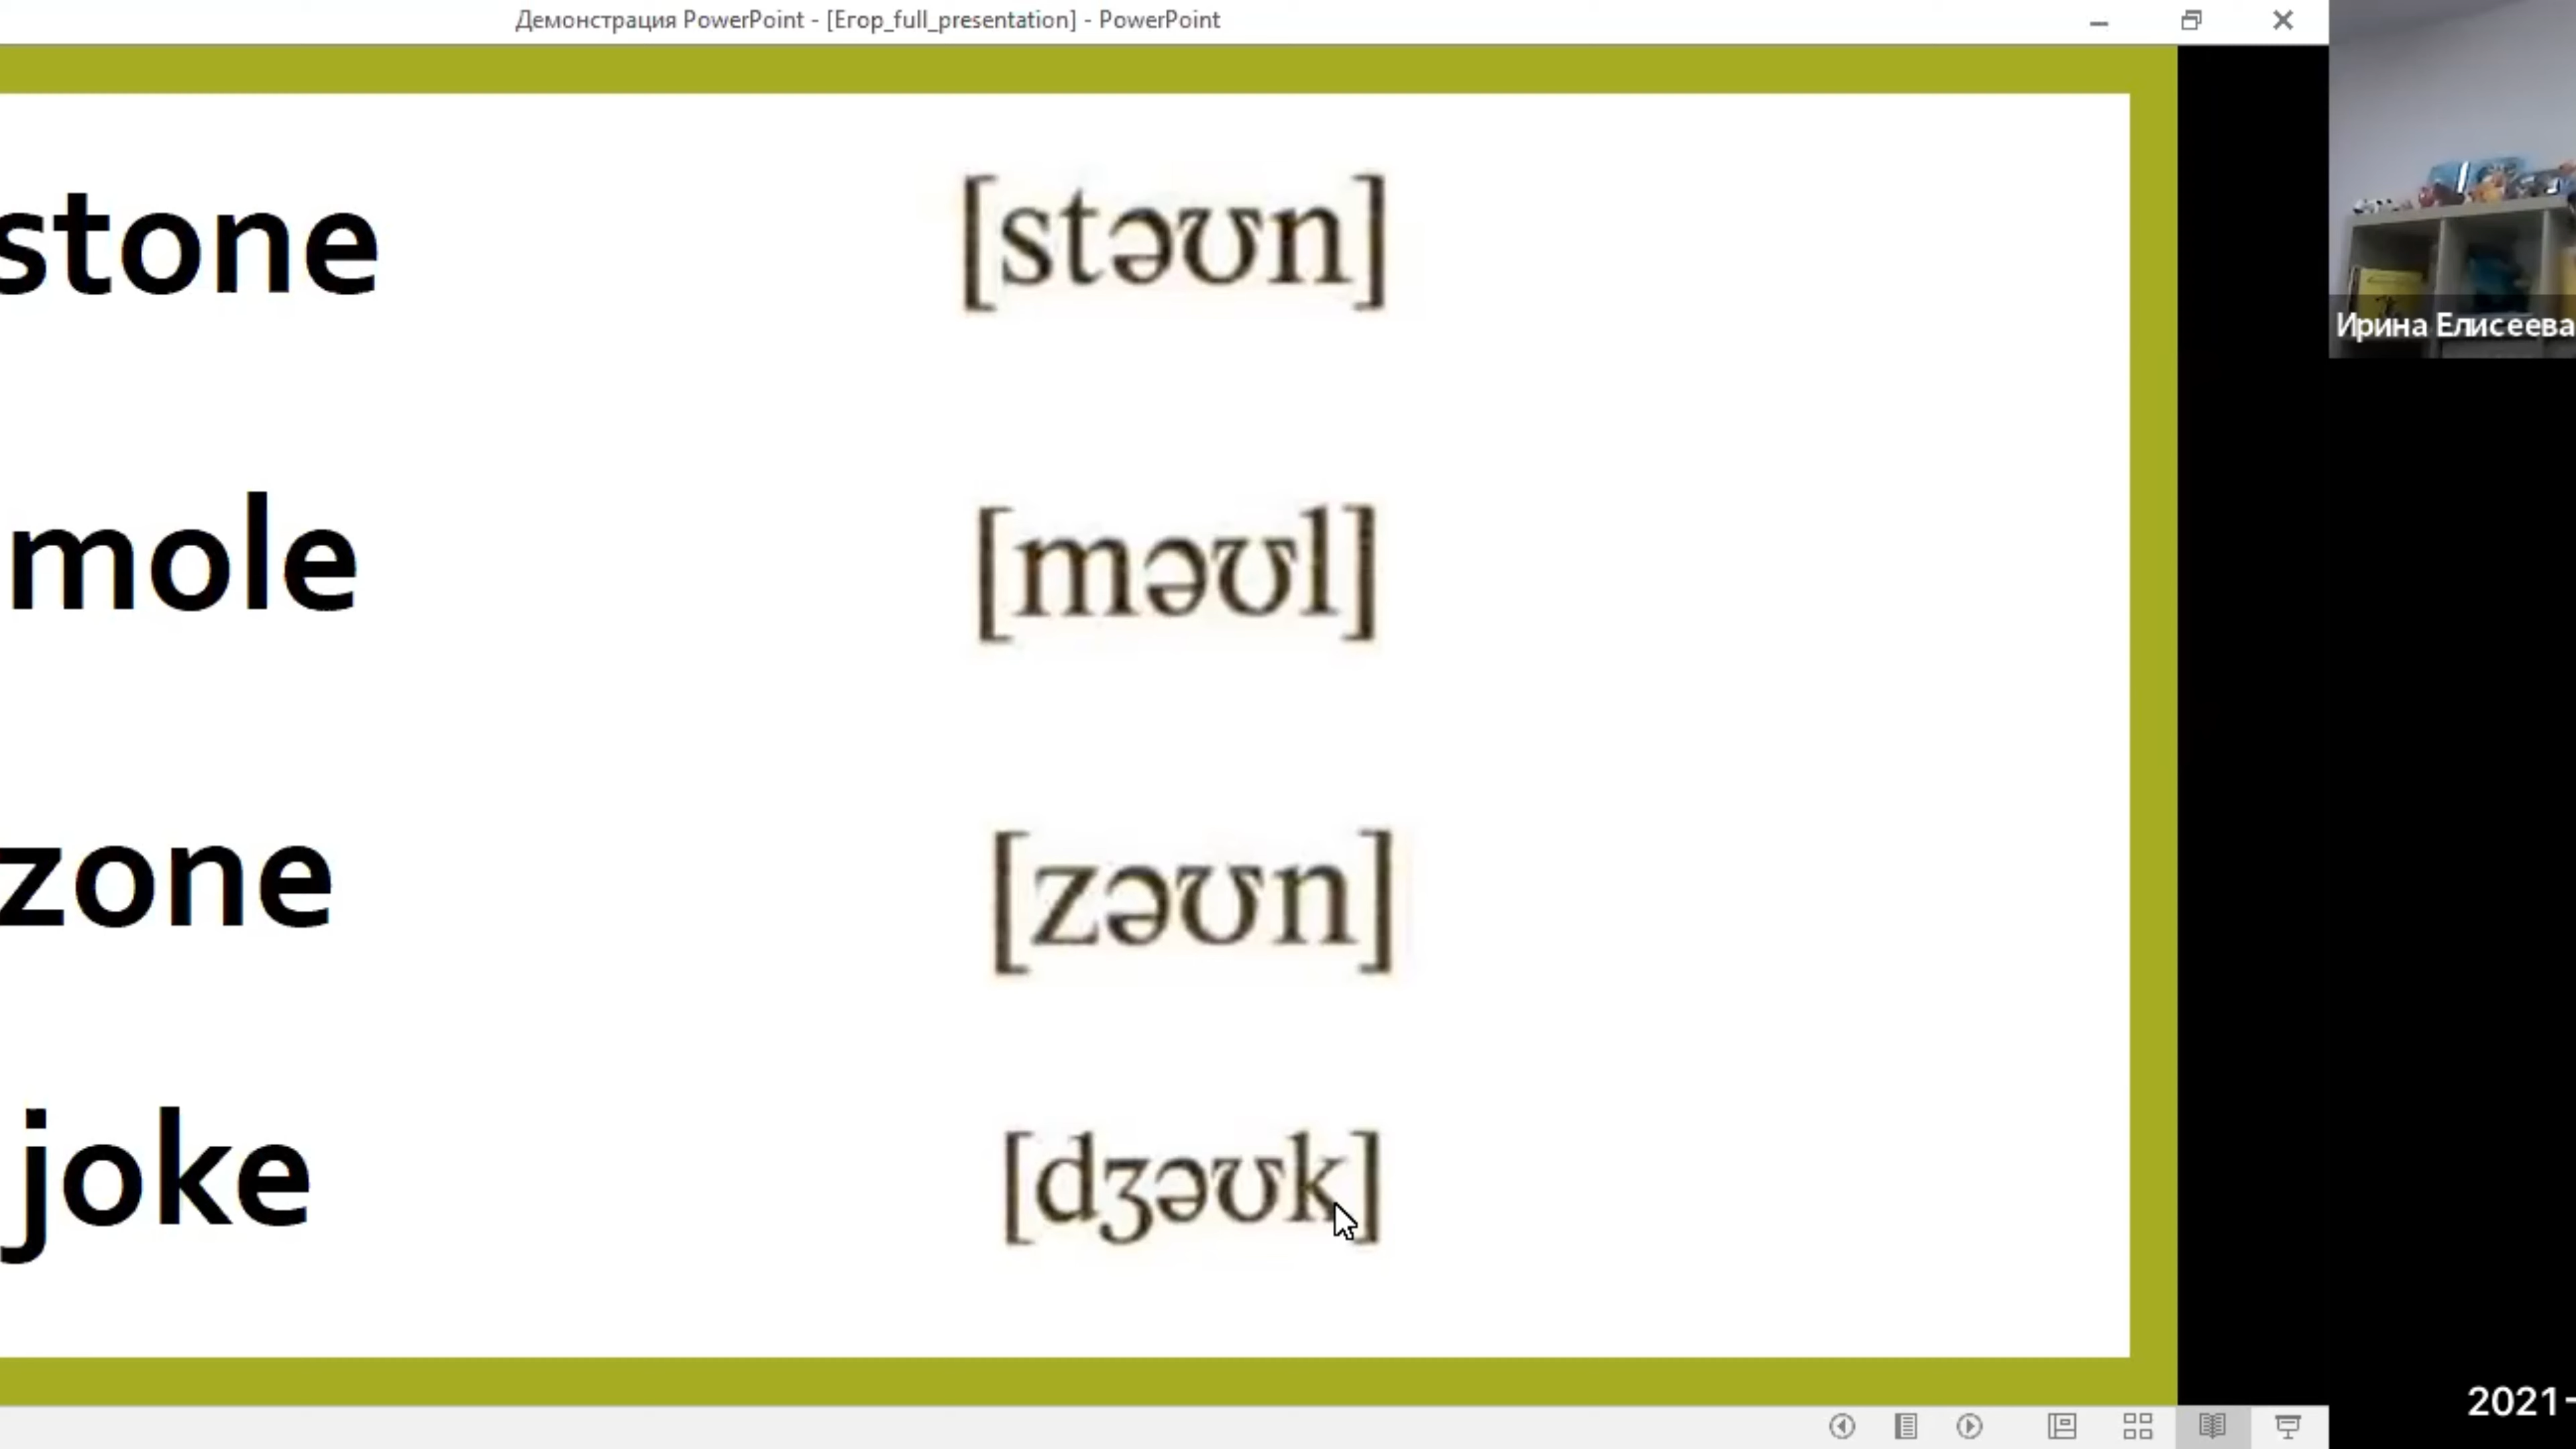 Демонстрация PowerPoint - [Егор_full_presentation] - PowerPoint
stone [stəʊn]
mole [məʊl]
Ирина Елисеева
zone [zəʊn]
joke [dʒəʊk]
2021-